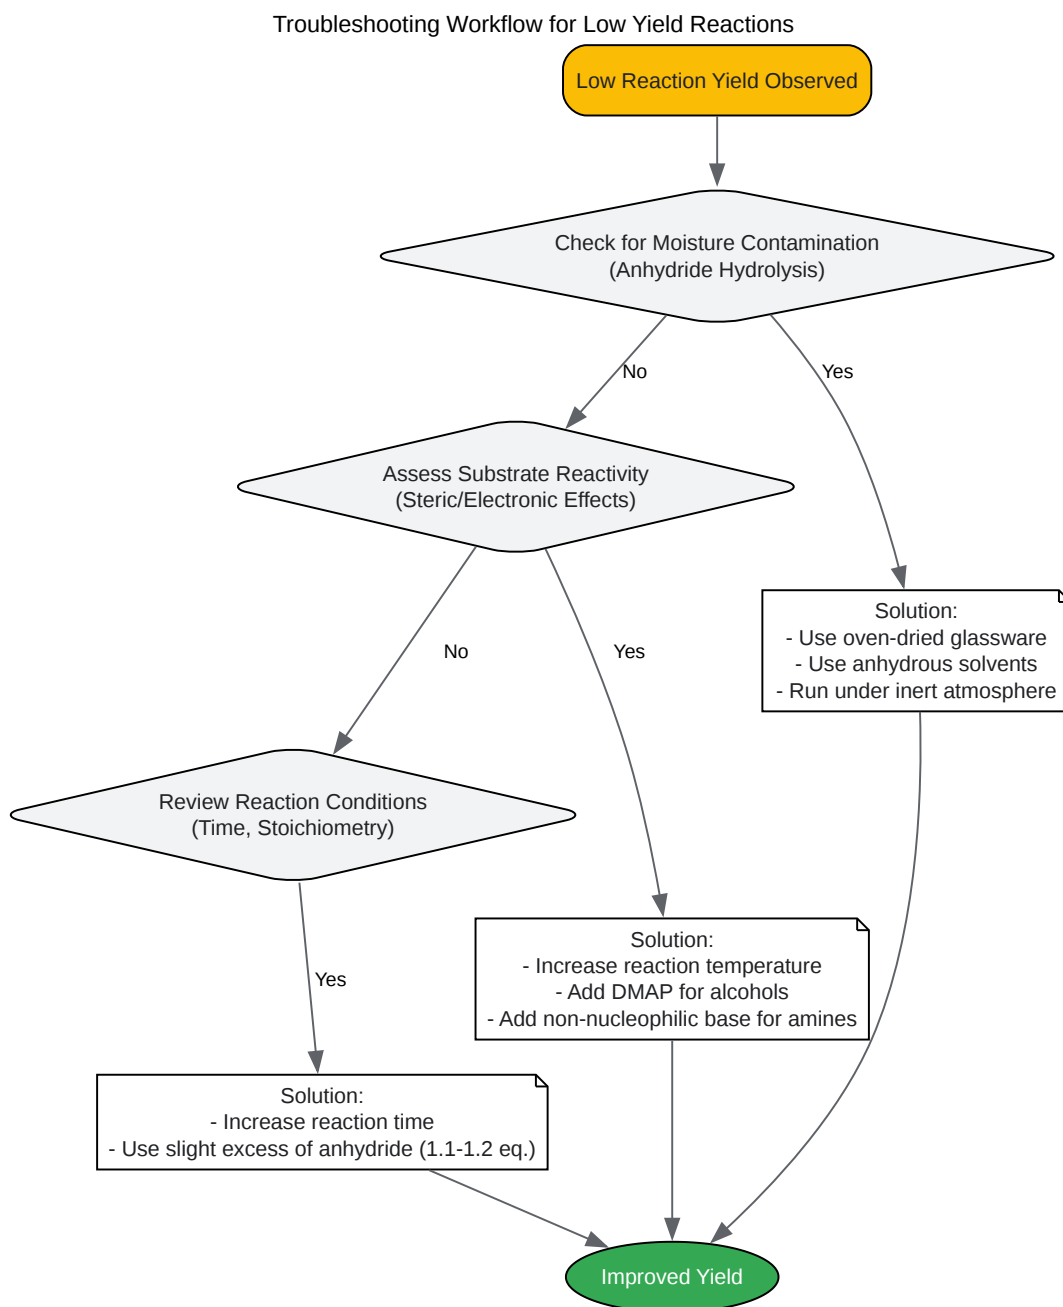 Troubleshooting Workflow for Low Yield Reactions
Low Reaction Yield Observed
Check for Moisture Contamination
(Anhydride Hydrolysis)
No
Yes
Assess Substrate Reactivity
(Steric/Electronic Effects)
Solution:
- Use oven-dried glassware
- Use anhydrous solvents
- Run under inert atmosphere
No
Yes
Review Reaction Conditions
(Time, Stoichiometry)
Solution:
- Increase reaction temperature
- Add DMAP for alcohols
- Add non-nucleophilic base for amines
Yes
Solution:
- Increase reaction time
- Use slight excess of anhydride (1.1-1.2 eq.)
Improved Yield